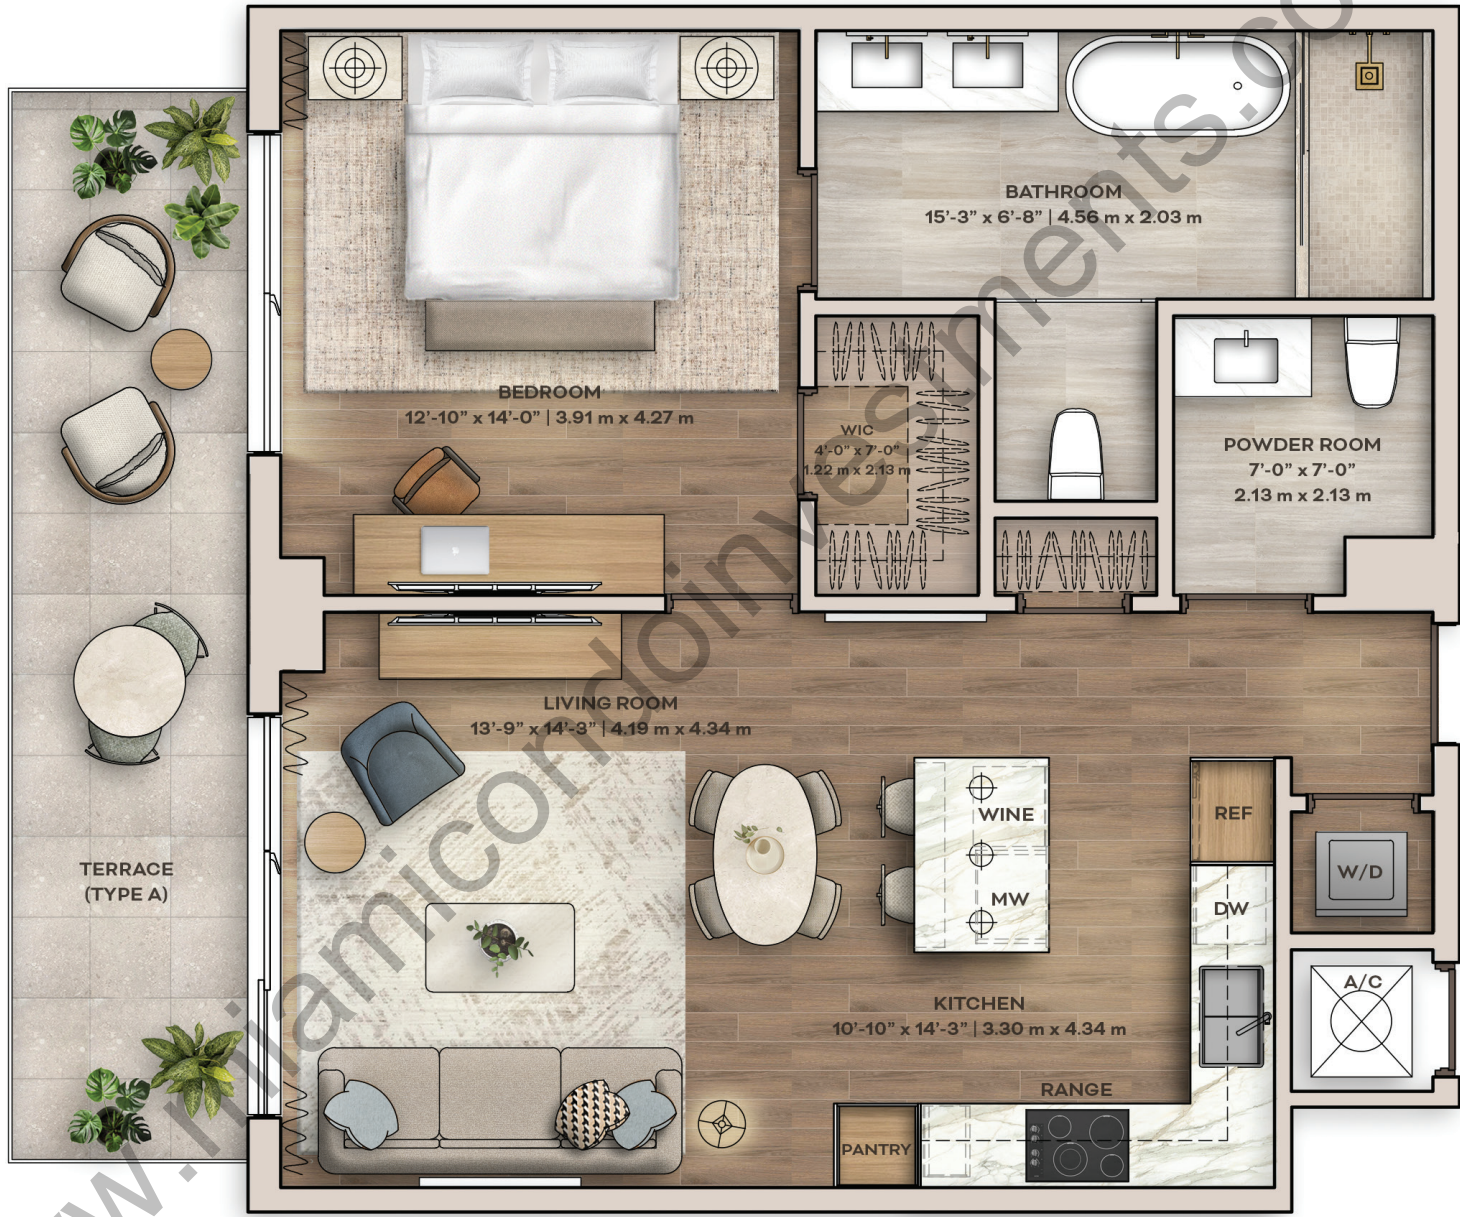 BATHROOM
15'-3" x 6'-8" | 4.56 m x 2.03 m
BEDROOM
12'-10" x 14'-0" | 3.91 m x 4.27 m
WIC
4'-0" x 7'-0"
1.22 m x 2.13 m
POWDER ROOM
7'-0" x 7'-0"
2.13 m x 2.13 m
LIVING ROOM
13'-9" x 14'-3" | 4.19 m x 4.34 m
TERRACE
(TYPE A)
WINE
MW
REF
DW
W/D
A/C
KITCHEN
10'-10" x 14'-3" | 3.30 m x 4.34 m
RANGE
PANTRY
www.miamicondoinvestments.com